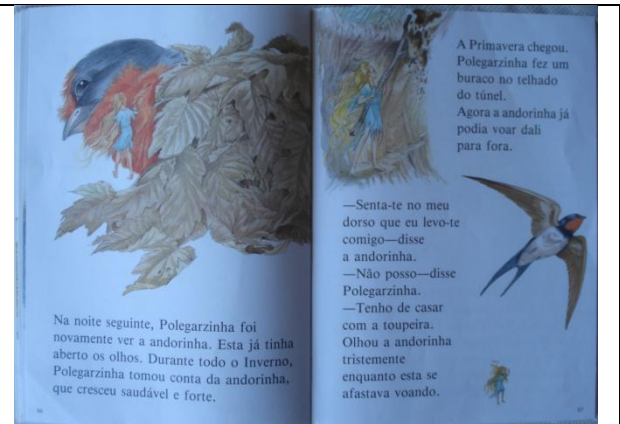 Na noite seguinte, Polegarzinha foi
novamente ver a andorinha. Esta já tinha
aberto os olhos. Durante todo o Inverno,
Polegarzinha tomou conta da andorinha,
que cresceu saudável e forte.
A Primavera chegou.
Polegarzinha fez um
buraco no telhado
do túnel.
Agora a andorinha já
podia voar dali
para fora.
—Senta-te no meu
dorso que eu levo-te
comigo—disse
a andorinha.
—Não posso—disse
Polegarzinha.
—Tenho de casar
com a toupeira.
Olhou a andorinha
tristemente
enquanto esta se
afastava voando.